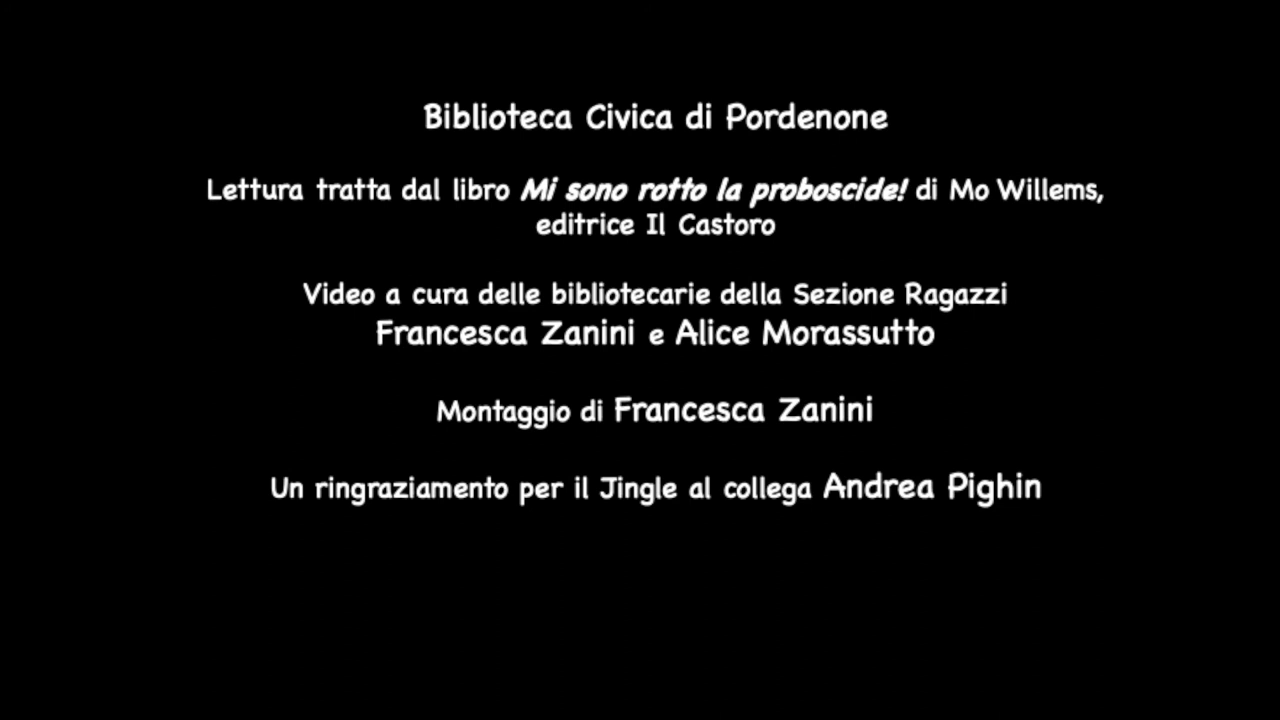 Biblioteca Civica di Pordenone
Lettura tratta dal libro Mi sono rotto la proboscide! di Mo Willems,
editrice Il Castoro
Video a cura delle bibliotecarie della Sezione Ragazzi
Francesca Zanini e Alice Morassutto
Montaggio di Francesca Zanini
Un ringraziamento per il Jingle al collega Andrea Pighin